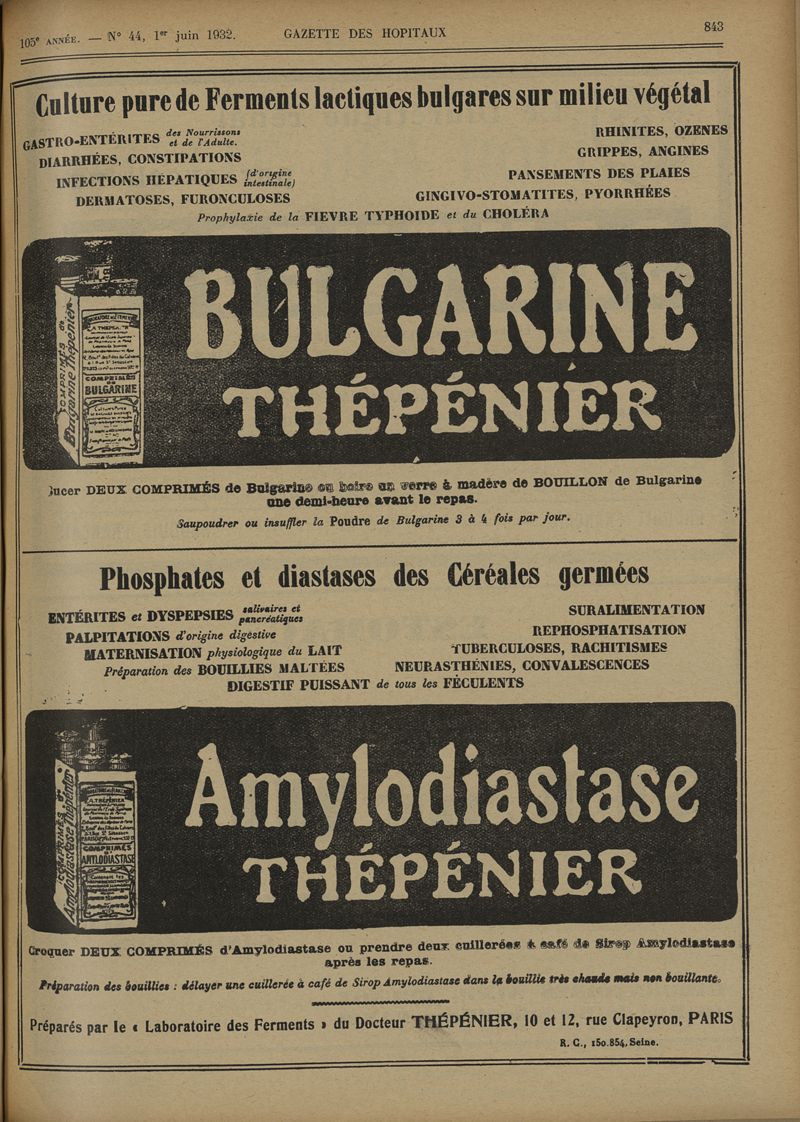 105e ANNÉE. — No 44, 1er juin 1932. GAZETTE DES HOPITAUX 843
Culture pure de Ferments lactiques bulgares sur milieu végétal
GASTRO-ENTÉRITES des Nourrissons et de l'Adulte.
DIARRHÉES, CONSTIPATIONS
INFECTIONS HÉPATIQUES (d'origine intestinale)
DERMATOSES, FURONCULOSES
RHINITES, OZENES
GRIPPES, ANGINES
PANSEMENTS DES PLAIES
GINGIVO-STOMATITES, PYORRHÉES
Prophylaxie de la FIEVRE TYPHOIDE et du CHOLÉRA
COMPRIMÉS de
Bulgarine Thépénier
COMPRIMÉS
BULGARINE
BULGARINE
THÉPÉNIER
ucer DEUX COMPRIMÉS de Bulgarine ou boire un verre à madère de BOUILLON de Bulgarine
une demi-heure avant le repas.
Saupoudrer ou insuffler la Poudre de Bulgarine 3 à 4 fois par jour.
Phosphates et diastases des Céréales germées
ENTÉRITES et DYSPEPSIES salivaires et pancréatiques
PALPITATIONS d'origine digestive
MATERNISATION physiologique du LAIT
Préparation des BOUILLIES MALTÉES
SURALIMENTATION
REPHOSPHATISATION
TUBERCULOSES, RACHITISMES
NEURASTHÉNIES, CONVALESCENCES
DIGESTIF PUISSANT de tous les FÉCULENTS
COMPRIMÉS de
Amylodiastase Thépénier
A. THÉPÉNIER
COMPRIMÉS
AMYLODIASTASE
Amylodiastase
THÉPÉNIER
Croquer DEUX COMPRIMÉS d'Amylodiastase ou prendre deux cuillerées à café de Sirop Amylodiastase
après les repas.
Préparation des bouillies : délayer une cuillerée à café de Sirop Amylodiastase dans la bouillie très chaude mais non bouillante.
Préparés par le « Laboratoire des Ferments » du Docteur THÉPÉNIER, 10 et 12, rue Clapeyron, PARIS
R. C., 150.854, Seine.